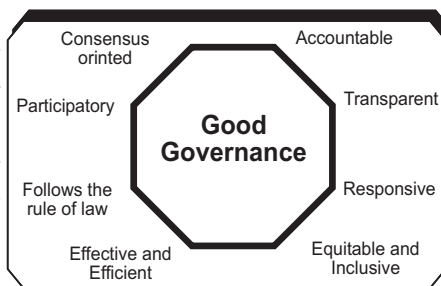 Consensus
orinted
Accountable
Participatory
Transparent
Good
Governance
Follows the
rule of law
Responsive
Effective and
Efficient
Equitable and
Inclusive